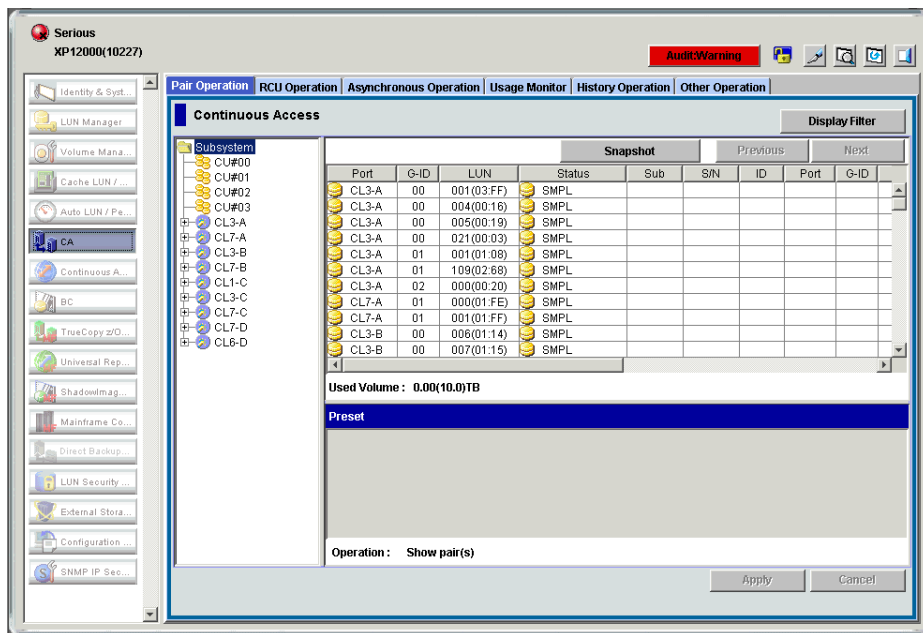 Serious
XP12000(10227)
Audit:Warning
Identity & Syst...
LUN Manager
Volume Mana...
Cache LUN / ...
Auto LUN / Pe...
CA
Continuous A...
BC
TrueCopy z/O...
Universal Rep...
ShadowImag...
Mainframe Co...
Direct Backup...
LUN Security ...
External Stora...
Configuration ...
SNMP IP Sec...
Pair Operation RCU Operation Asynchronous Operation Usage Monitor History Operation Other Operation
Continuous Access
Display Filter
Subsystem
CU#00
CU#01
CU#02
CU#03
CL3-A
CL7-A
CL3-B
CL7-B
CL1-C
CL3-C
CL7-C
CL7-D
CL6-D
Snapshot Previous Next
Port G-ID LUN Status Sub S/N ID Port G-ID
CL3-A 00 001(03:FF) SMPL
CL3-A 00 004(00:16) SMPL
CL3-A 00 005(00:19) SMPL
CL3-A 00 021(00:03) SMPL
CL3-A 01 001(01:08) SMPL
CL3-A 01 109(02:68) SMPL
CL3-A 02 000(00:20) SMPL
CL7-A 01 000(01:FE) SMPL
CL7-A 01 001(01:FF) SMPL
CL3-B 00 006(01:14) SMPL
CL3-B 00 007(01:15) SMPL
Used Volume : 0.00(10.0)TB
Preset
Operation : Show pair(s)
Apply Cancel